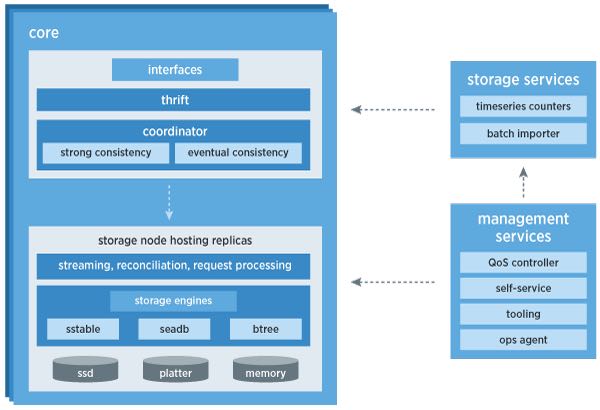 core
interfaces
thrift
coordinator
strong consistency
eventual consistency
storage node hosting replicas
streaming, reconciliation, request processing
storage engines
sstable
seadb
btree
ssd
platter
memory
storage services
timeseries counters
batch importer
management
services
QoS controller
self-service
tooling
ops agent